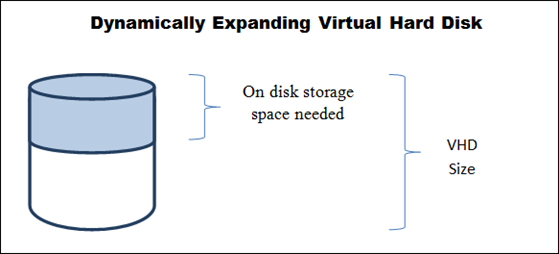 Dynamically Expanding Virtual Hard Disk
On disk storage
space needed
VHD
Size